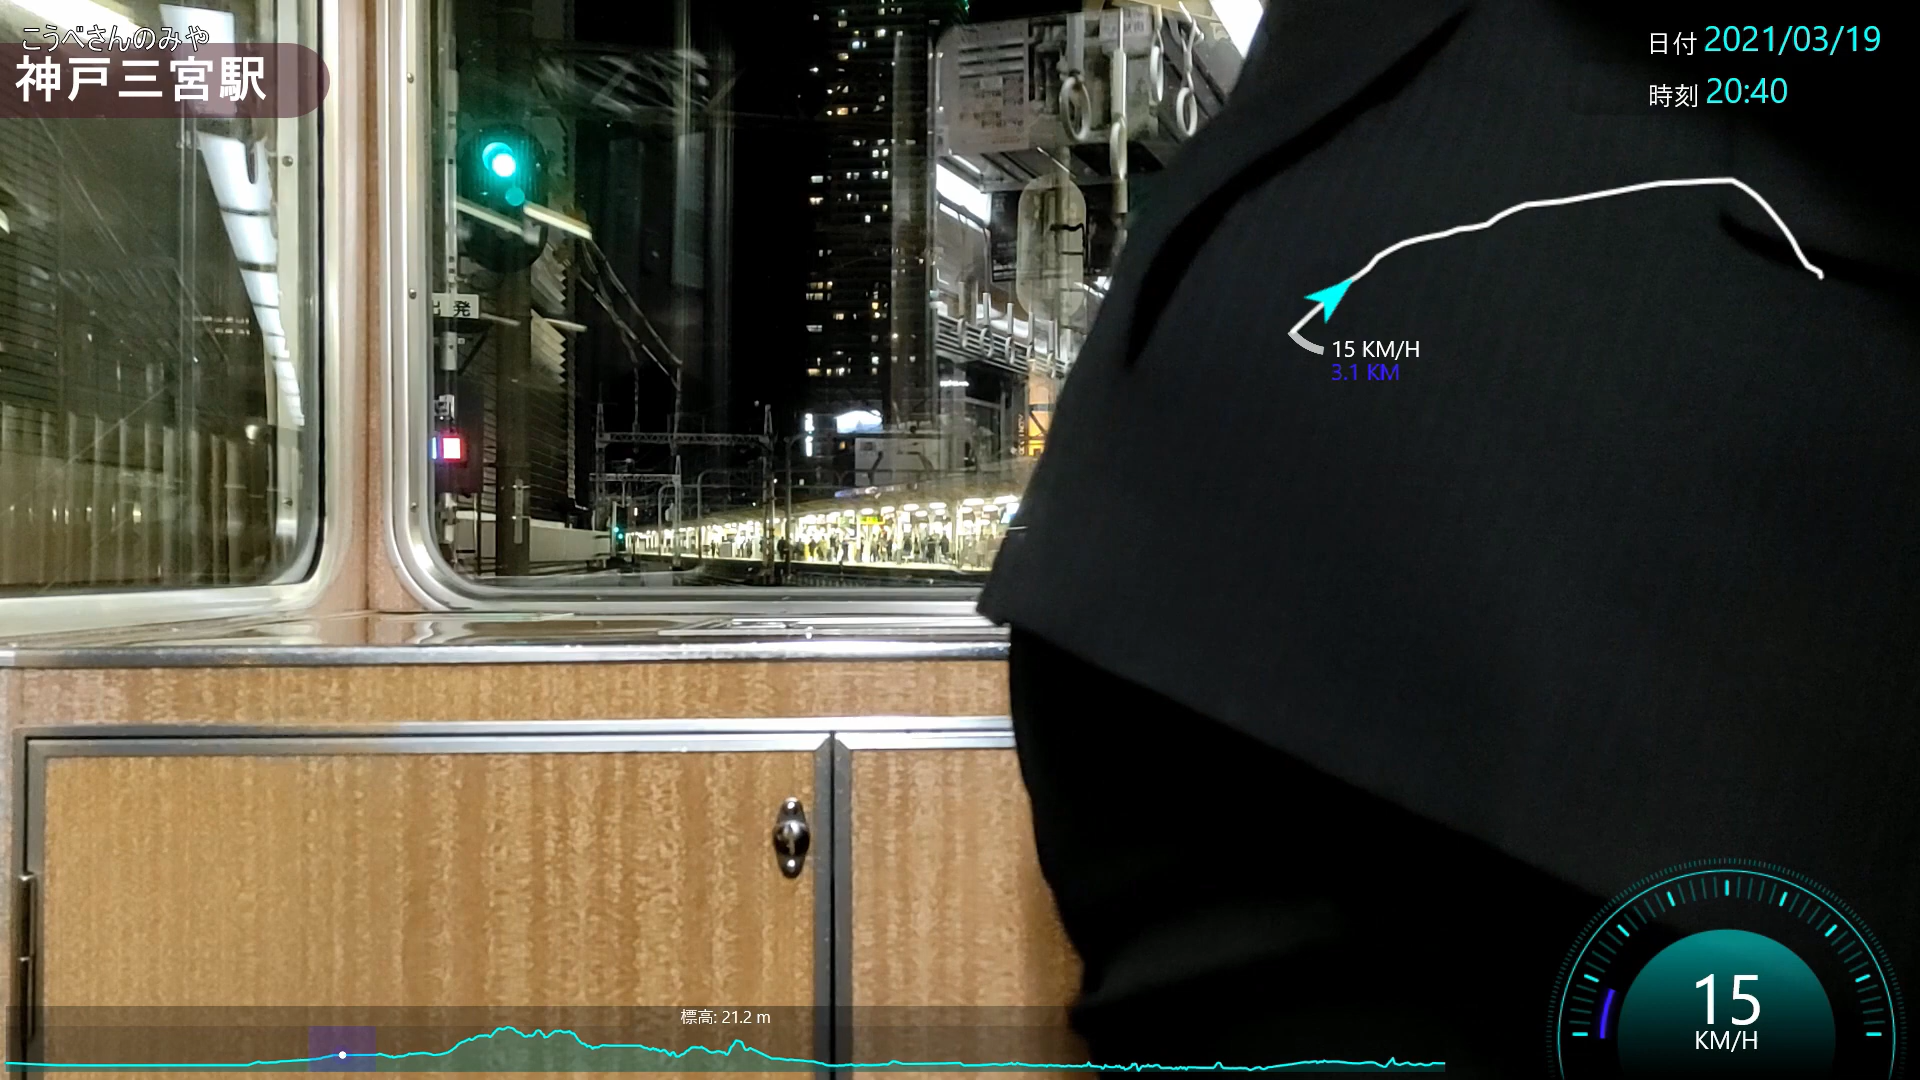 こうべさんのみや
神戸三宮駅
日付 2021/03/19
時刻 20:40
出発
15 KM/H
3.1 KM
標高: 21.2 m
15
KM/H